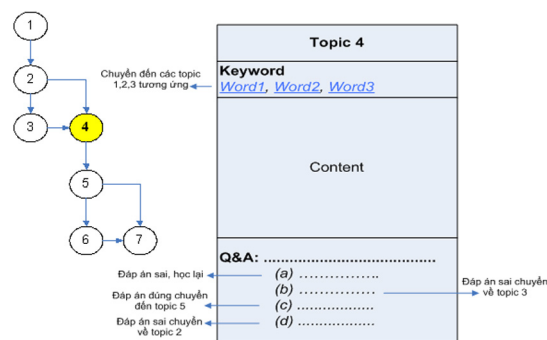 1
2
3
4
5
6
7
Chuyển đến các topic
1,2,3 tương ứng
Topic 4
Keyword
Word1, Word2, Word3
Content
Q&A: ......................................
(a) ................
(b) ...............
(c) ...............
(d) ...............
Đáp án sai, học lại
Đáp án đúng chuyển
đến topic 5
Đáp án sai chuyển
về topic 2
Đáp án sai chuyển
về topic 3